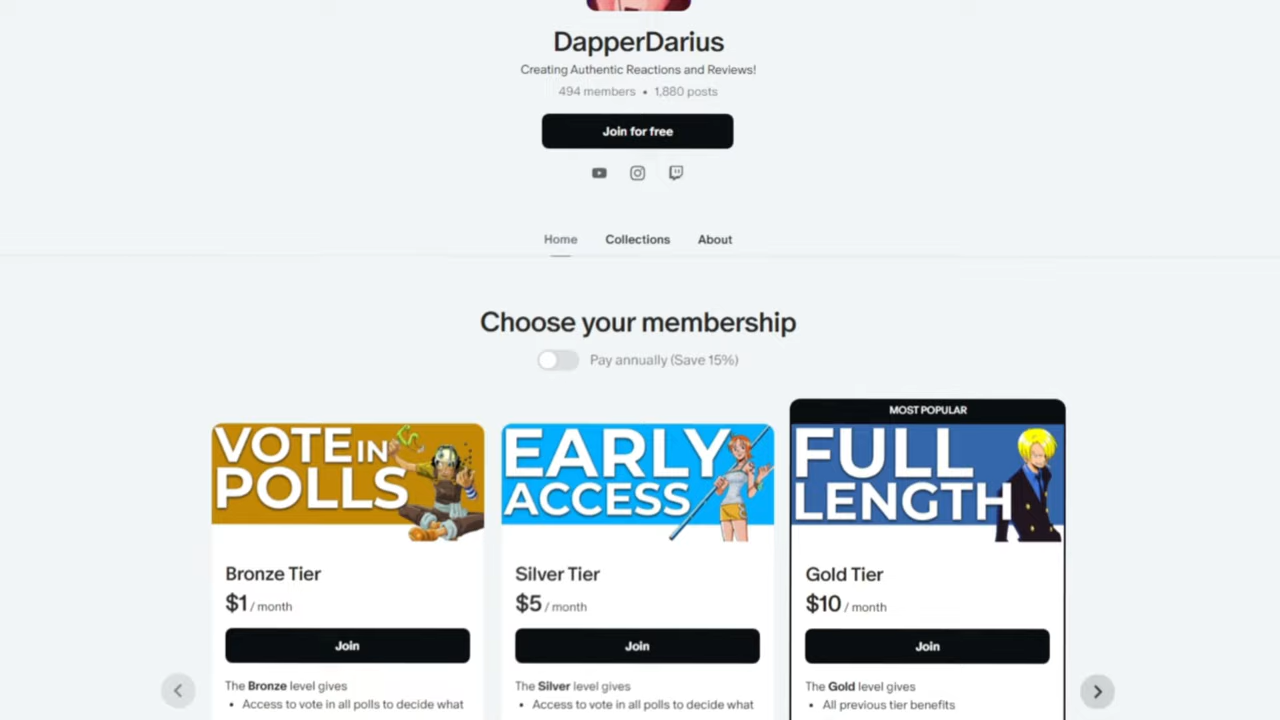 DapperDarius
Creating Authentic Reactions and Reviews!
494 members • 1,880 posts
Join for free
Home Collections About
Choose your membership
Pay annually (Save 15%)
MOST POPULAR
VOTE IN
POLLS
Bronze Tier
$1 / month
Join
The Bronze level gives
• Access to vote in all polls to decide what
EARLY
ACCESS
Silver Tier
$5 / month
Join
The Silver level gives
• Access to vote in all polls to decide what
FULL
LENGTH
Gold Tier
$10 / month
Join
The Gold level gives
• All previous tier benefits